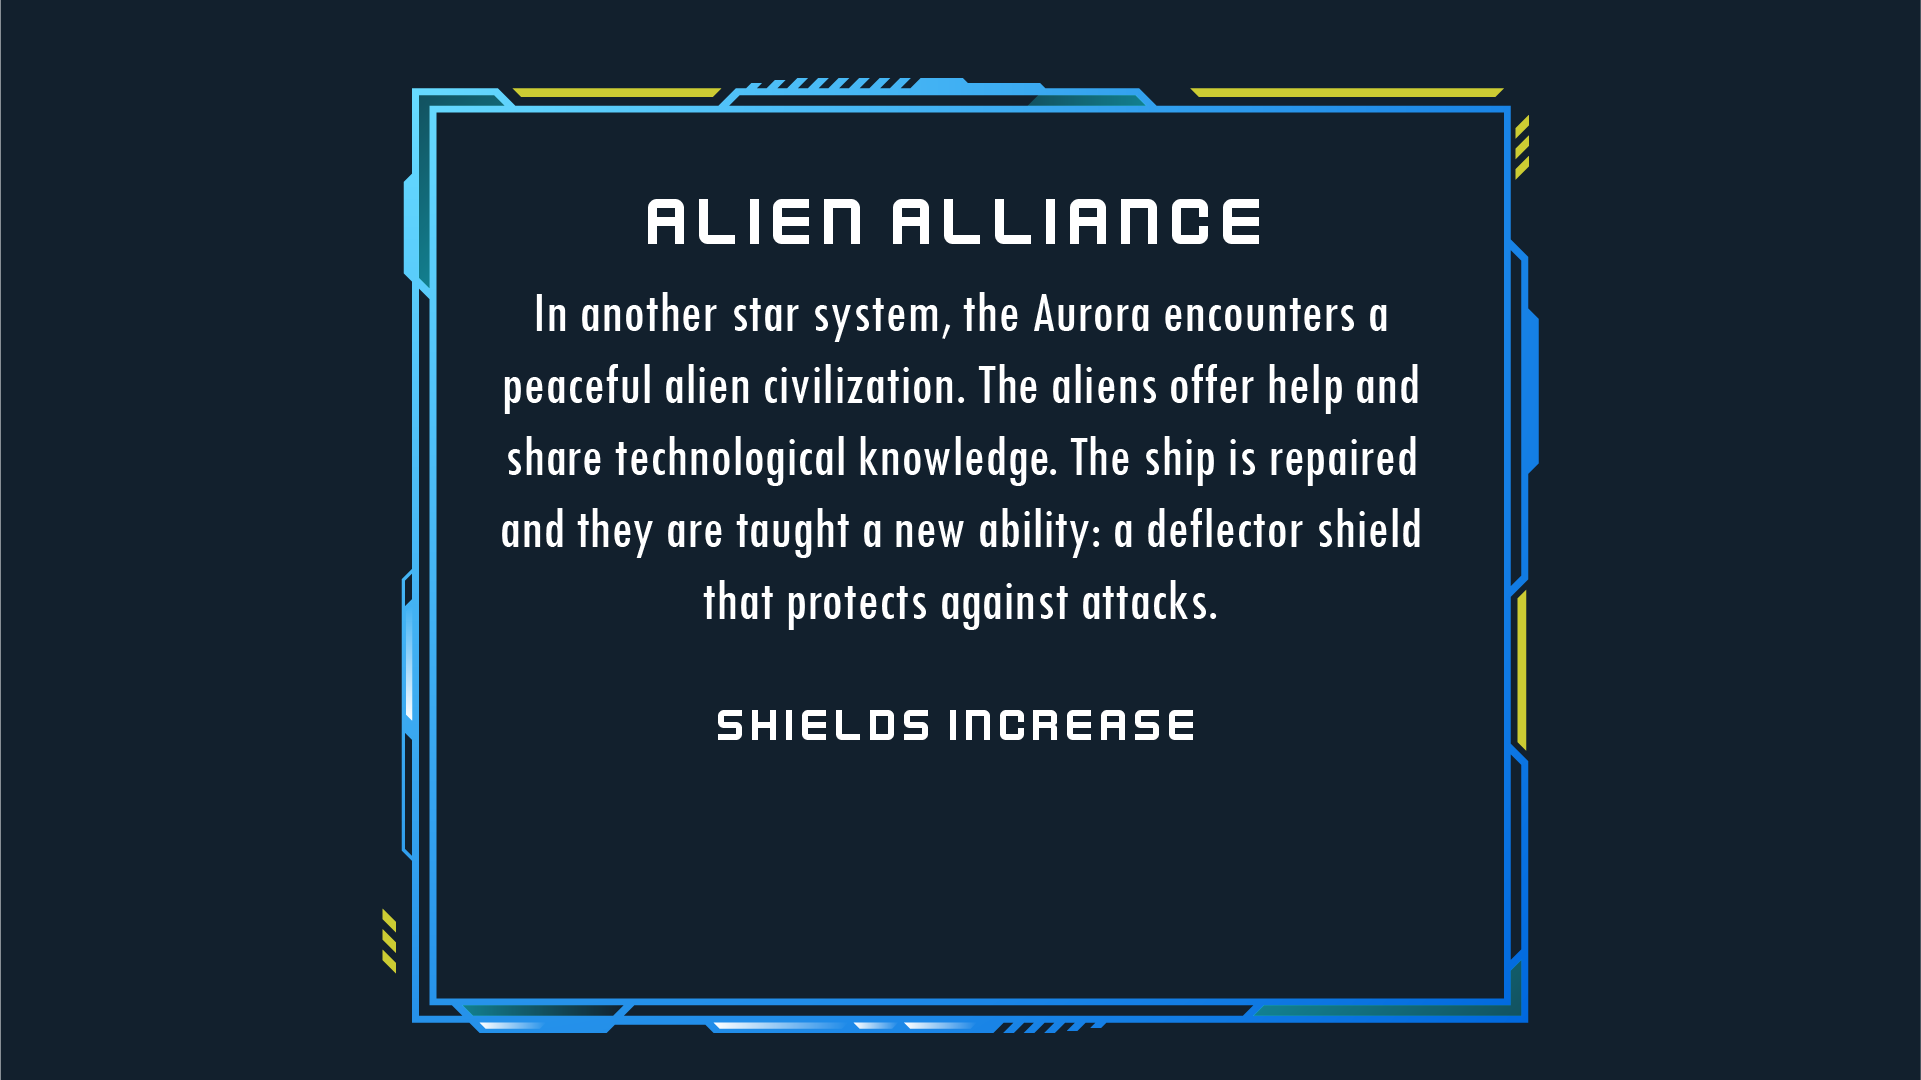 ALIEN ALLIANCE
In another star system, the Aurora encounters a
peaceful alien civilization. The aliens offer help and
share technological knowledge. The ship is repaired
and they are taught a new ability: a deflector shield
that protects against attacks.
SHIELDS INCREASE